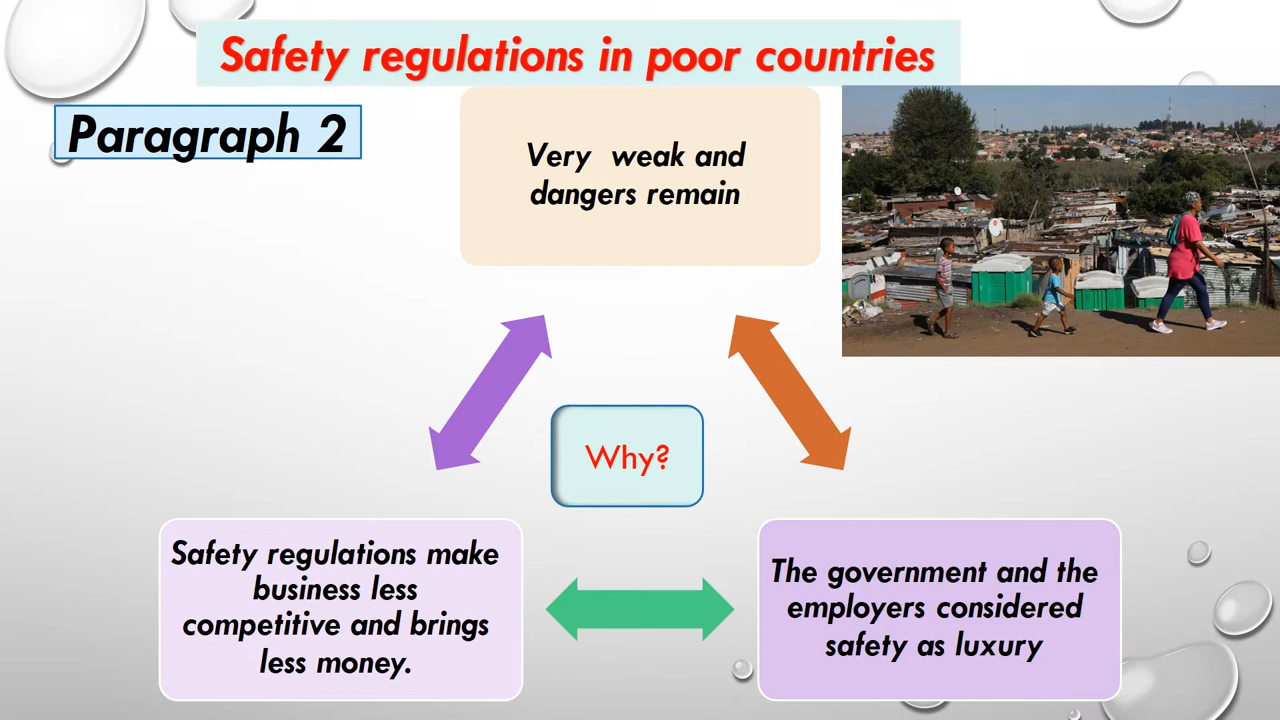 Safety regulations in poor countries
Paragraph 2
Very weak and
dangers remain
Why?
Safety regulations make
business less
competitive and brings
less money.
The government and the
employers considered
safety as luxury